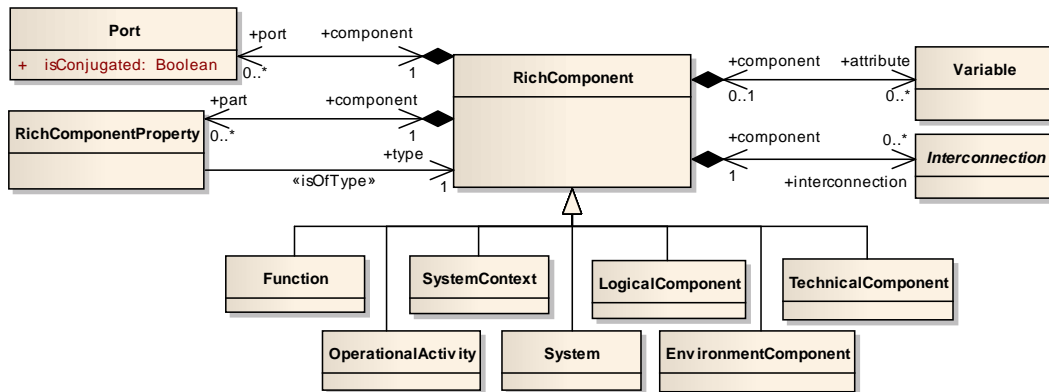 Port
+ isConjugated: Boolean
+port
0..*
+component
1
RichComponent
+component
0..1
+attribute
0..*
Variable
RichComponentProperty
+part
0..*
+component
1
+type
1
«isOfType»
+component
1
0..*
+interconnection
Interconnection
Function
SystemContext
LogicalComponent
TechnicalComponent
OperationalActivity
System
EnvironmentComponent